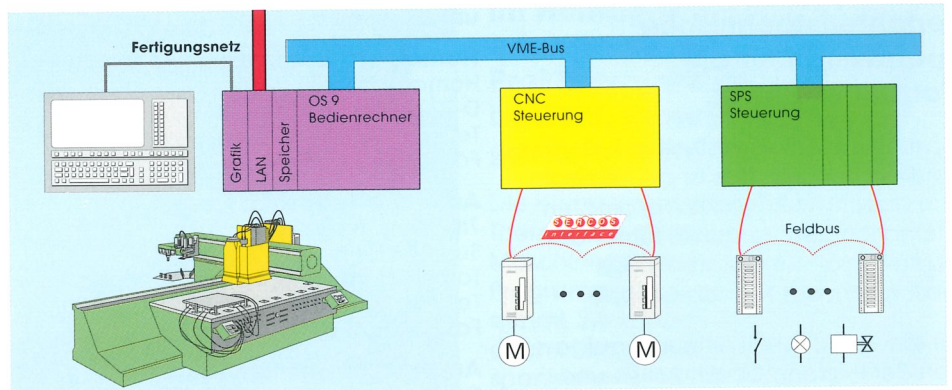 Fertigungsnetz
VME-Bus
Grafik
LAN
Speicher
OS 9
Bedienrechner
CNC
Steuerung
SPS
Steuerung
SERCOS
interface
Feldbus
M
M